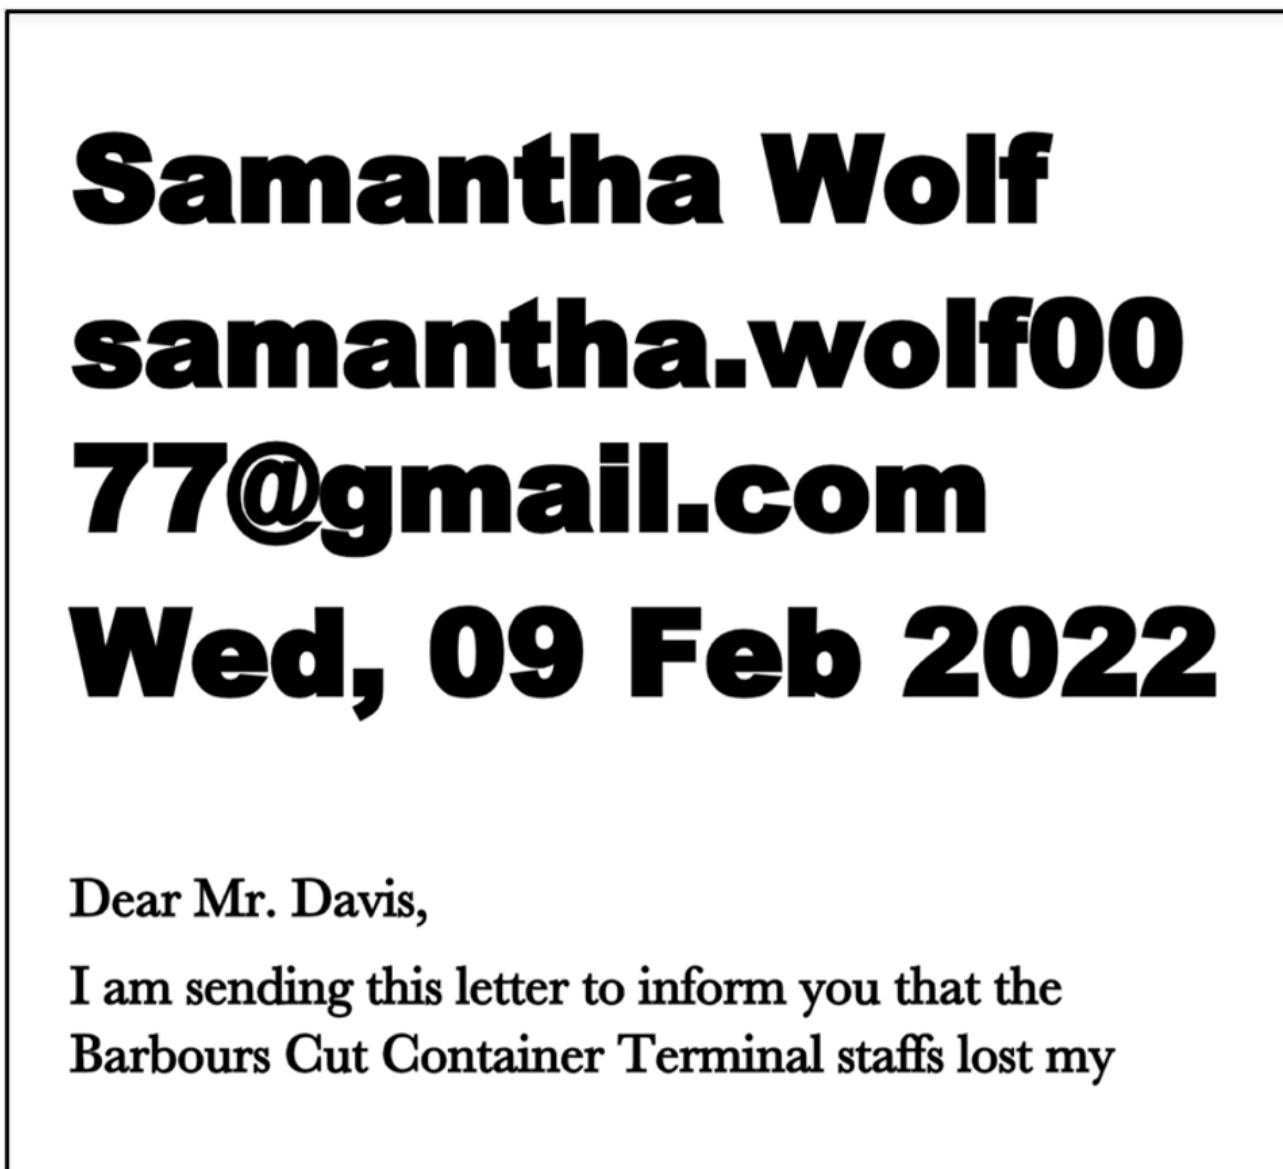 Samantha Wolf
samantha.wolf00
77@gmail.com
Wed, 09 Feb 2022
Dear Mr. Davis,
I am sending this letter to inform you that the
Barbours Cut Container Terminal staffs lost my